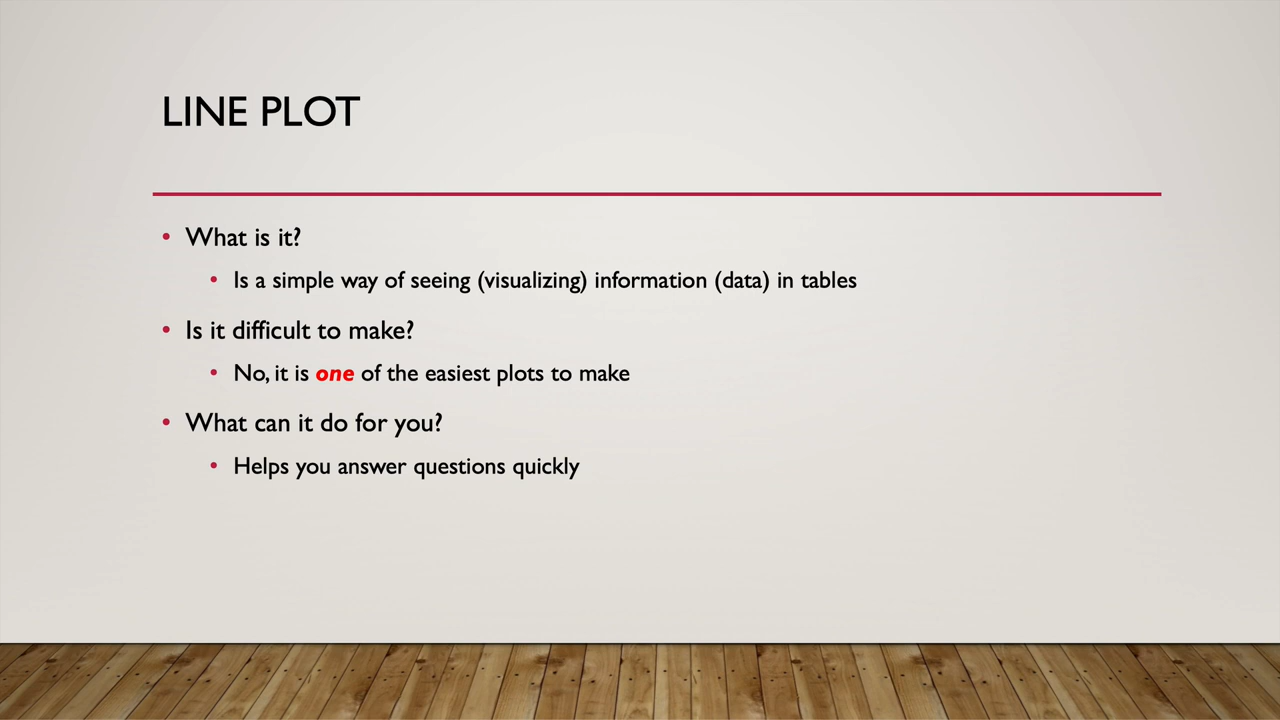 LINE PLOT
• What is it?
• Is a simple way of seeing (visualizing) information (data) in tables
• Is it difficult to make?
• No, it is one of the easiest plots to make
• What can it do for you?
• Helps you answer questions quickly